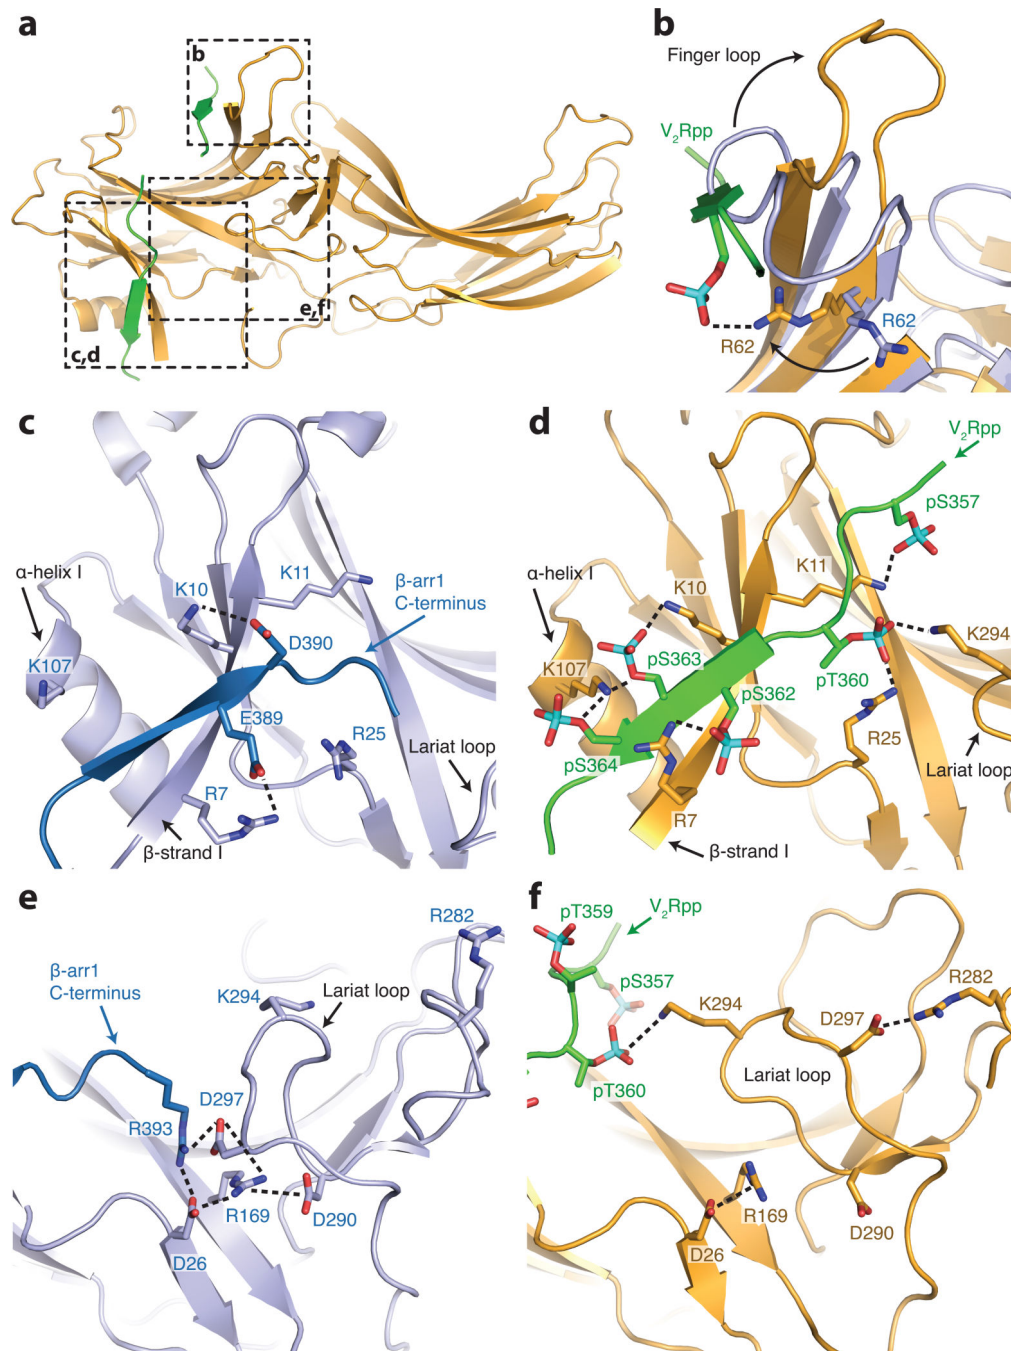 a
b
e,f
c,d
b
Finger loop
V₂Rpp
R62
R62
c
α-helix I
K10
K11
β-arr1
C-terminus
D390
K107
E389
R25
Lariat loop
R7
β-strand I
d
V₂Rpp
pS357
K11
α-helix I
K10
K294
K107
pS363
pS362
pT360
R25
pS364
Lariat loop
R7
β-strand I
e
R282
β-arr1
C-terminus
K294
Lariat loop
D297
R393
R169
D290
D26
f
pT359
V₂Rpp
pS357
K294
R282
D297
Lariat loop
pT360
R169
D290
D26